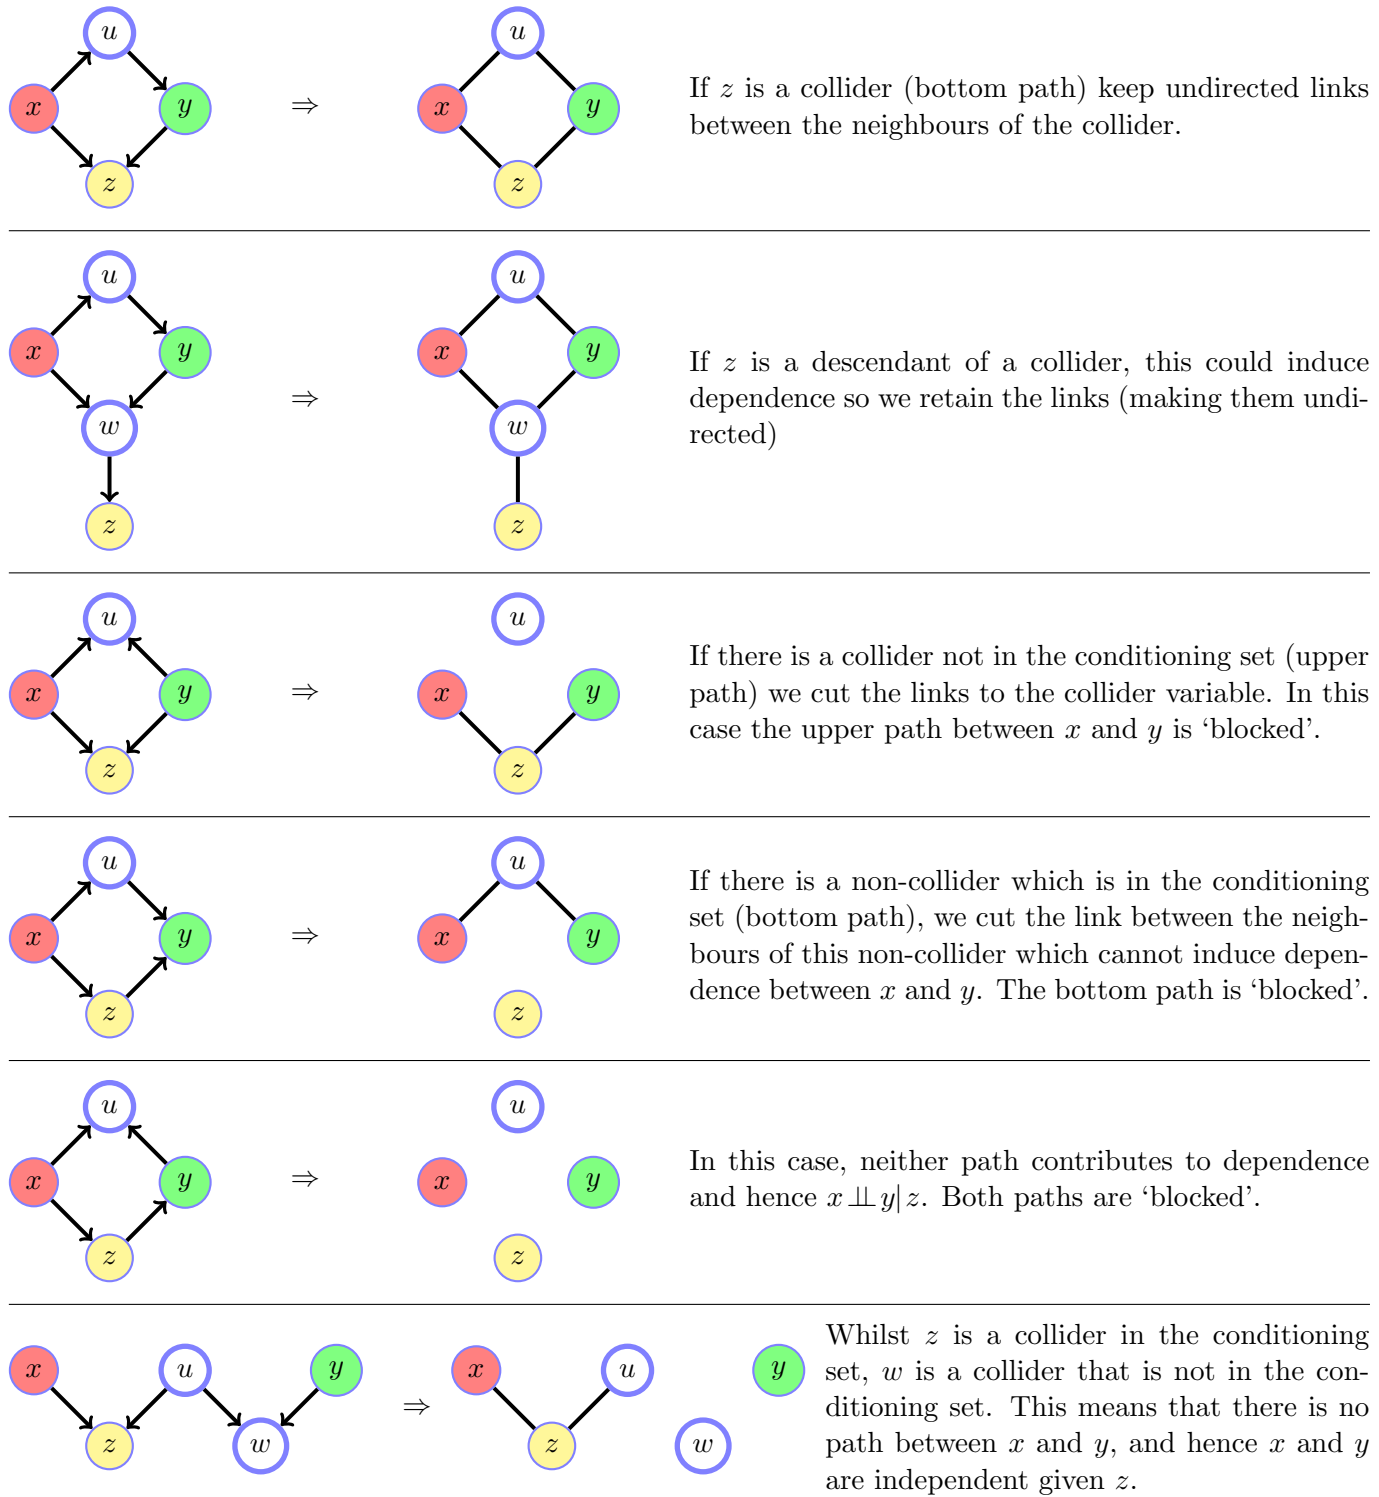 u
u
x
y
⇒
x
y
If z is a collider (bottom path) keep undirected links
between the neighbours of the collider.
z
z
u
u
x
y
x
y
If z is a descendant of a collider, this could induce
⇒
dependence so we retain the links (making them undi-
w
w
rected)
z
z
u
u
If there is a collider not in the conditioning set (upper
x
y
⇒
x
y
path) we cut the links to the collider variable. In this
case the upper path between x and y is ‘blocked’.
z
z
u
u
If there is a non-collider which is in the conditioning
set (bottom path), we cut the link between the neigh-
x
y
⇒
x
y
bours of this non-collider which cannot induce depen-
dence between x and y. The bottom path is ‘blocked’.
z
z
u
u
x
y
⇒
x
y
In this case, neither path contributes to dependence
and hence x ⫫ y| z. Both paths are ‘blocked’.
z
z
x
u
y
⇒
x
u
y
z
w
z
w
Whilst z is a collider in the conditioning
set, w is a collider that is not in the con-
ditioning set. This means that there is no
path between x and y, and hence x and y
are independent given z.